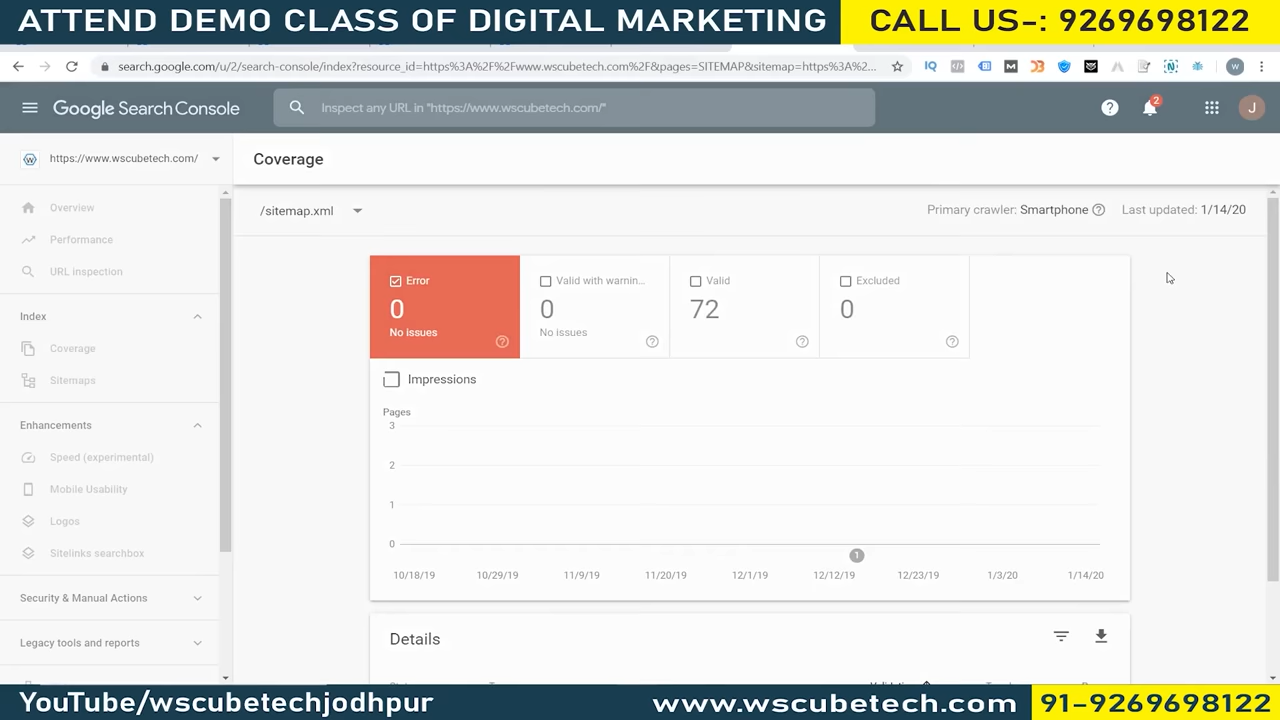 ATTEND DEMO CLASS OF DIGITAL MARKETING
CALL US-: 9269698122
search.google.com/u/2/search-console/index?resource_id=https%3A%2F%2Fwww.wscubetech.com%2F&pages=SITEMAP&sitemap=https%3A%2...
Google Search Console
Inspect any URL in "https://www.wscubetech.com/"
2
J
https://www.wscubetech.com/
Coverage
Overview
Performance
URL inspection
Index
Coverage
Sitemaps
Enhancements
Speed (experimental)
Mobile Usability
Logos
Sitelinks searchbox
Security & Manual Actions
Legacy tools and reports
/sitemap.xml
Primary crawler: Smartphone
Last updated: 1/14/20
Error
0
No issues
Valid with warnin...
0
No issues
Valid
72
Excluded
0
Impressions
Pages
3
2
1
0
1
10/18/19 10/29/19 11/9/19 11/20/19 12/1/19 12/12/19 12/23/19 1/3/20 1/14/20
Details
YouTube/wscubetechjodhpur
www.wscubetech.com
91-9269698122